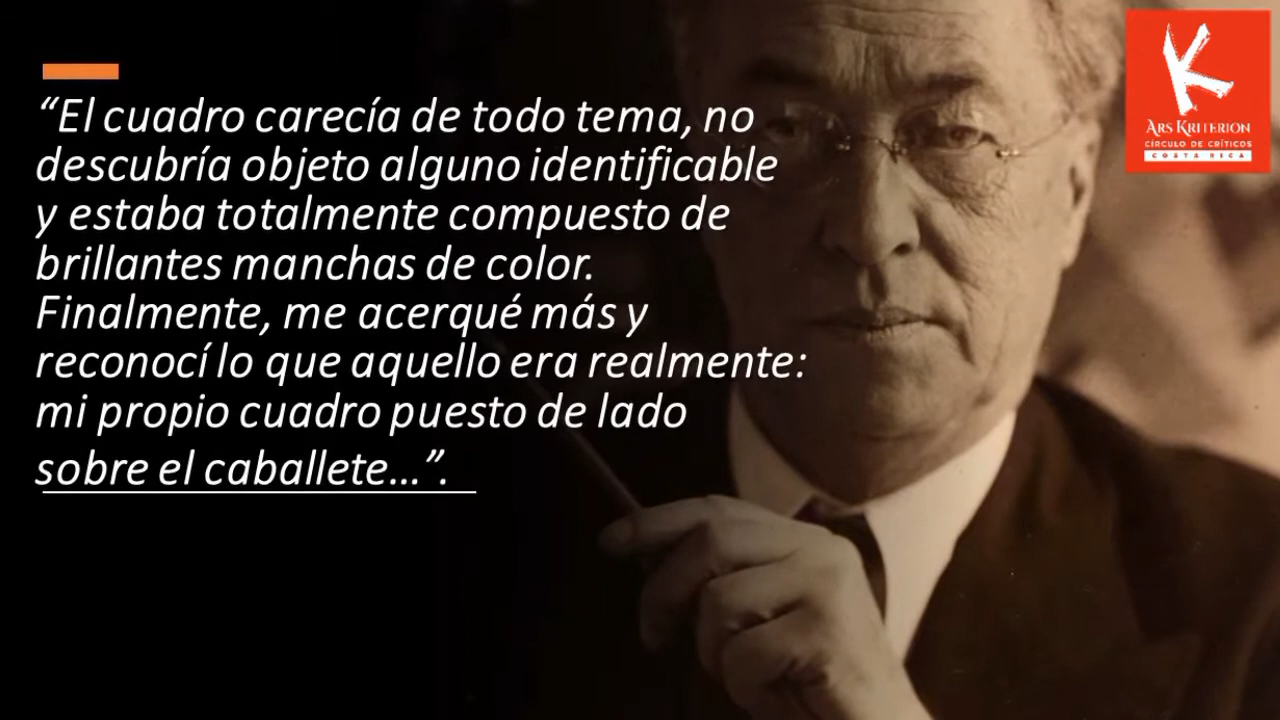 “El cuadro carecía de todo tema, no
descubría objeto alguno identificable
y estaba totalmente compuesto de
brillantes manchas de color.
Finalmente, me acerqué más y
reconocí lo que aquello era realmente:
mi propio cuadro puesto de lado
sobre el caballete…”.
K
ARS KRITERION
CÍRCULO DE CRÍTICOS
COSTA RICA